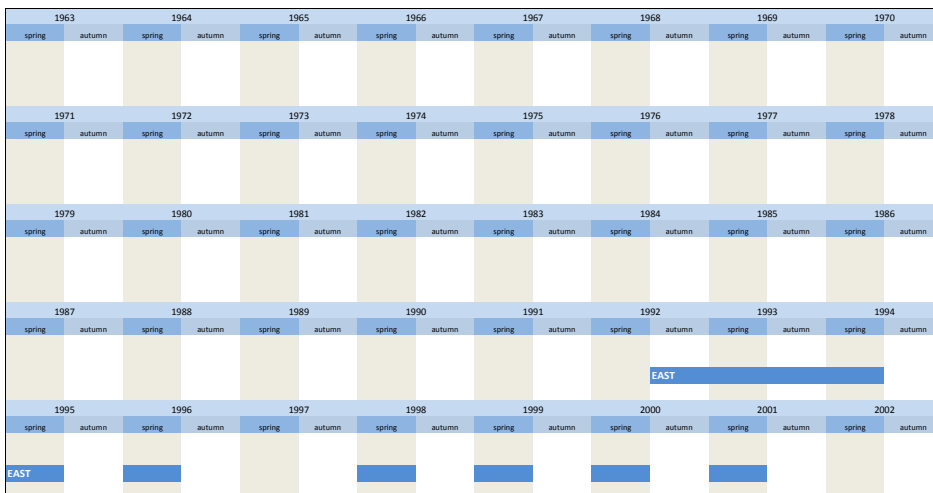 1963 1964 1965 1966 1967 1968 1969 1970
spring autumn spring autumn spring autumn spring autumn spring autumn spring autumn spring autumn spring autumn
1971 1972 1973 1974 1975 1976 1977 1978
spring autumn spring autumn spring autumn spring autumn spring autumn spring autumn spring autumn spring autumn
1979 1980 1981 1982 1983 1984 1985 1986
spring autumn spring autumn spring autumn spring autumn spring autumn spring autumn spring autumn spring autumn
1987 1988 1989 1990 1991 1992 1993 1994
spring autumn spring autumn spring autumn spring autumn spring autumn spring autumn spring autumn spring autumn
EAST
1995 1996 1997 1998 1999 2000 2001 2002
spring autumn spring autumn spring autumn spring autumn spring autumn spring autumn spring autumn spring autumn
EAST